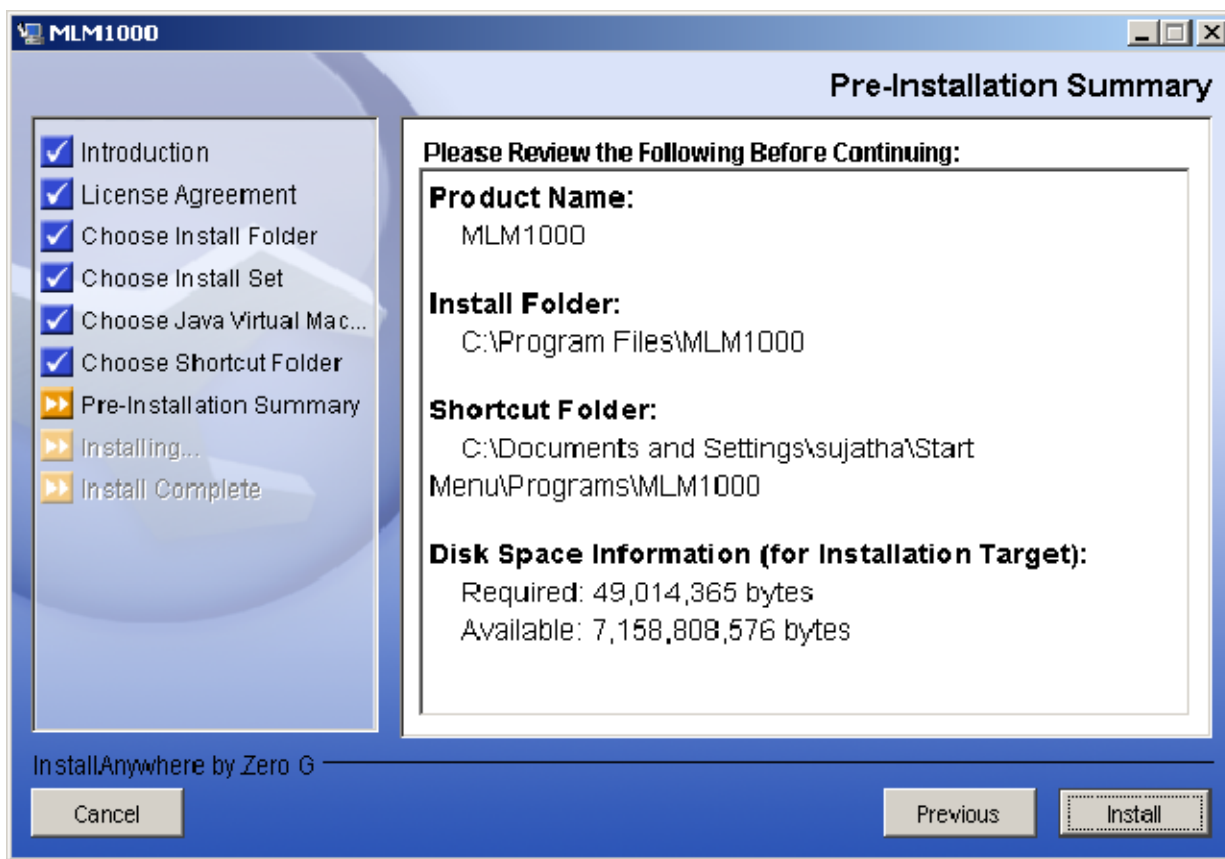 MLM1000
Pre-Installation Summary
Introduction
License Agreement
Choose Install Folder
Choose Install Set
Choose Java Virtual Mac...
Choose Shortcut Folder
Pre-Installation Summary
Installing...
Install Complete
Please Review the Following Before Continuing:
Product Name:
MLM1000
Install Folder:
C:\Program Files\MLM1000
Shortcut Folder:
C:\Documents and Settings\sujatha\Start
Menu\Programs\MLM1000
Disk Space Information (for Installation Target):
Required: 49,014,365 bytes
Available: 7,158,808,576 bytes
InstallAnywhere by Zero G
Cancel
Previous
Install